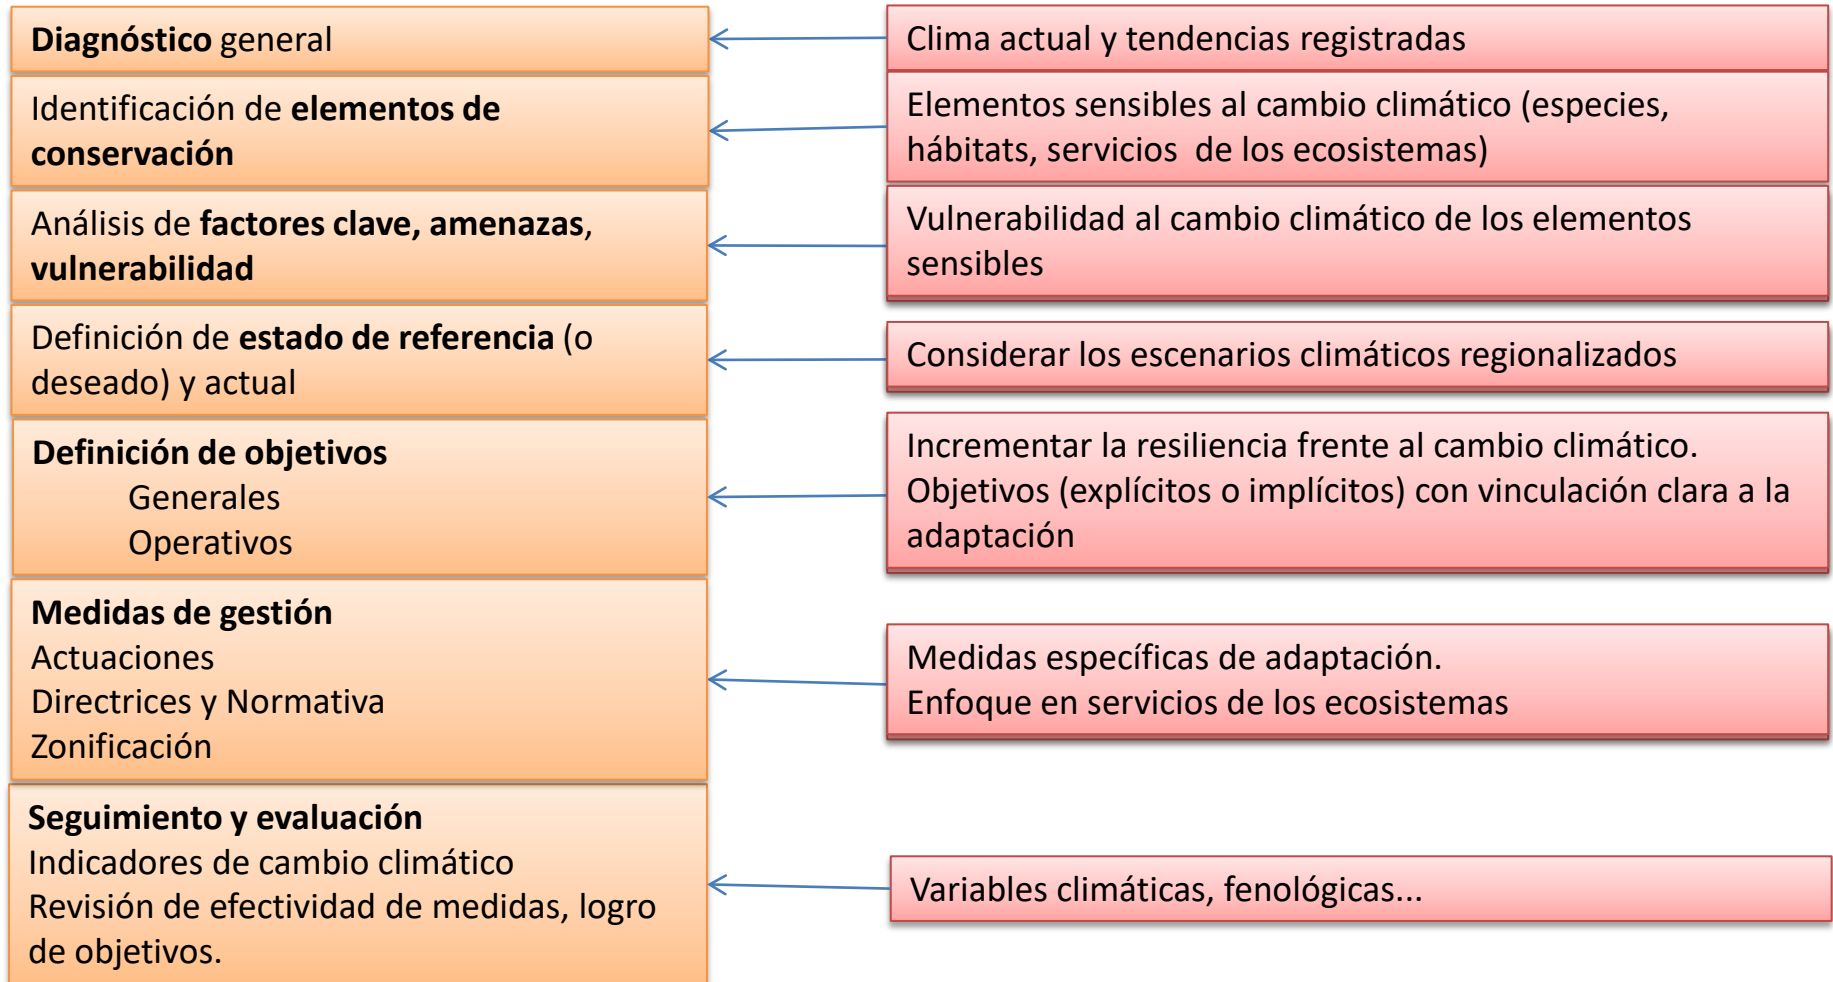 Diagnóstico general
Clima actual y tendencias registradas
Identificación de elementos de
conservación
Elementos sensibles al cambio climático (especies,
hábitats, servicios  de los ecosistemas)
Análisis de factores clave, amenazas,
vulnerabilidad
Vulnerabilidad al cambio climático de los elementos
sensibles
Definición de estado de referencia (o
deseado) y actual
Considerar los escenarios climáticos regionalizados
Definición de objetivos
Generales
Operativos
Incrementar la resiliencia frente al cambio climático.
Objetivos (explícitos o implícitos) con vinculación clara a la
adaptación
Medidas de gestión
Actuaciones
Directrices y Normativa
Zonificación
Medidas específicas de adaptación.
Enfoque en servicios de los ecosistemas
Seguimiento y evaluación
Indicadores de cambio climático
Revisión de efectividad de medidas, logro
de objetivos.
Variables climáticas, fenológicas...